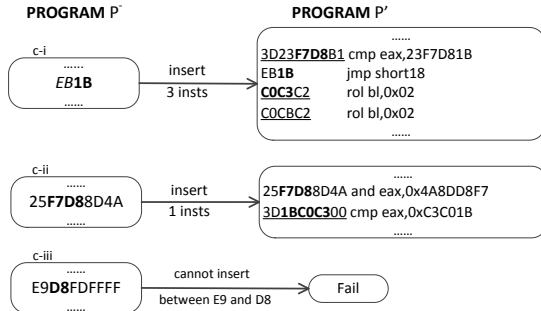 PROGRAM P⁻
PROGRAM P'
c-i
......
EB1B
......
insert
3 insts
......
3D23F7D8B1 cmp eax,23F7D81B
EB1B jmp short18
C0C3C2 rol bl,0x02
C0CBC2 rol bl,0x02
......
c-ii
......
25F7D88D4A
......
insert
1 insts
......
25F7D88D4A and eax,0x4A8DD8F7
3D1BC0C300 cmp eax,0xC3C01B
......
c-iii
......
E9D8FDFFFF
......
cannot insert
between E9 and D8
Fail